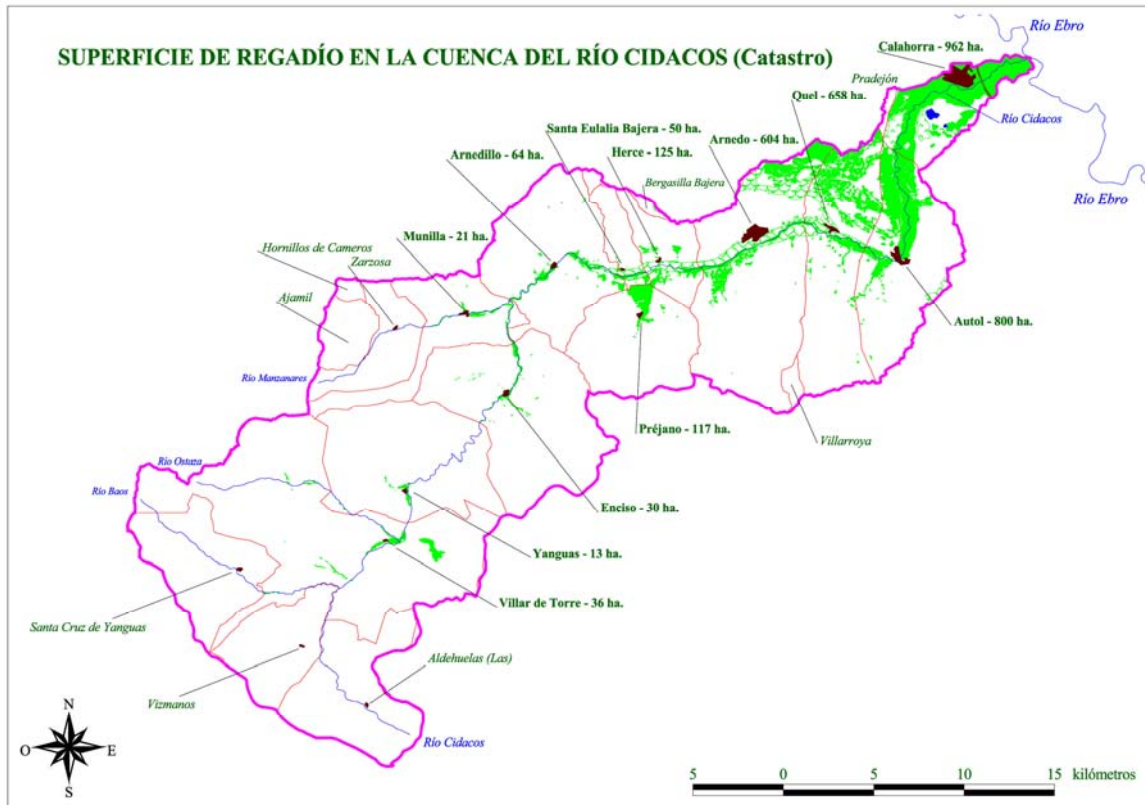 SUPERFICIE DE REGADÍO EN LA CUENCA DEL RÍO CIDACOS (Catastro)
Río Ebro
Calahorra - 962 ha.
Pradejón
Quel - 658 ha.
Río Cidacos
Santa Eulalia Bajera - 50 ha.
Arnedo - 604 ha.
Herce - 125 ha.
Arnedillo - 64 ha.
Bergasilla Bajera
Río Ebro
Munilla - 21 ha.
Hornillos de Cameros
Zarzosa
Ajamil
Autol - 800 ha.
Río Manzanares
Préjano - 117 ha.
Villarroya
Río Ostaza
Río Baos
Enciso - 30 ha.
Yanguas - 13 ha.
Villar de Torre - 36 ha.
Santa Cruz de Yanguas
Aldehuelas (Las)
Vizmanos
Río Cidacos
N
O E
S
5 0 5 10 15 kilómetros